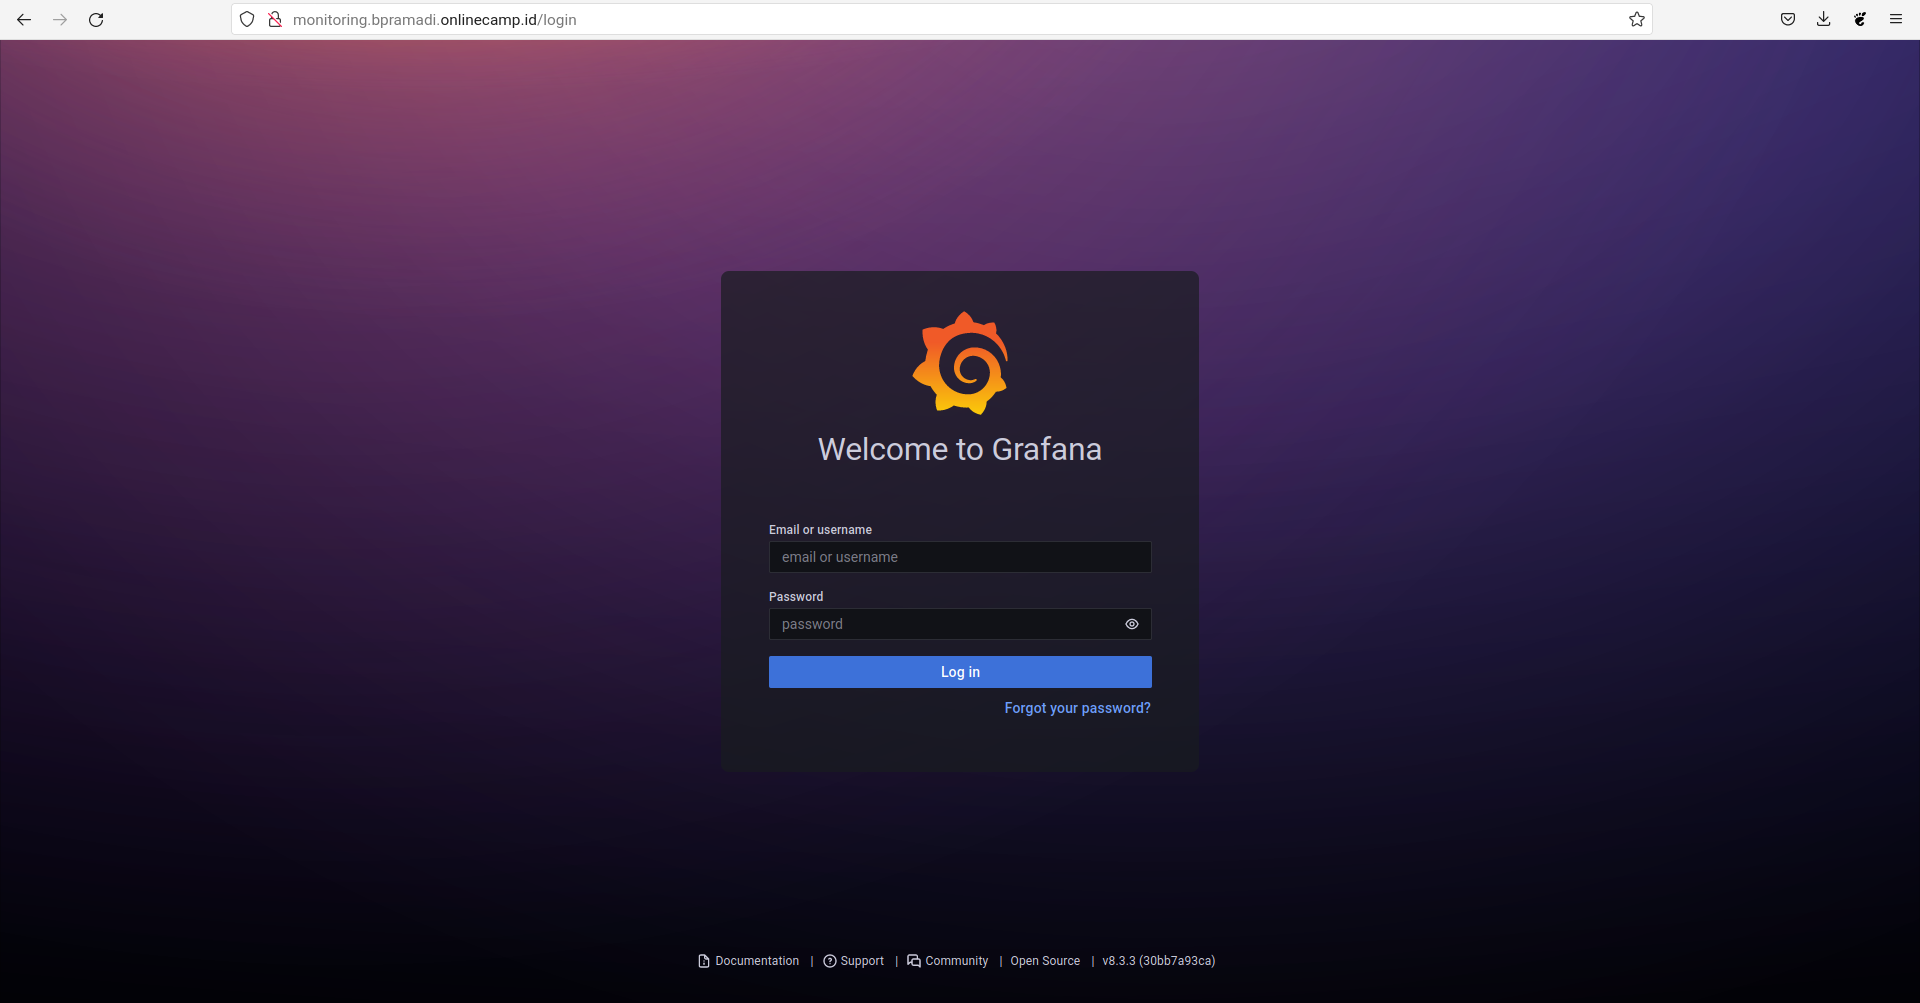 monitoring.bpramadi.onlinecamp.id/login
Welcome to Grafana
Email or username
email or username
Password
password
Log in
Forgot your password?
Documentation | Support | Community | Open Source | v8.3.3 (30bb7a93ca)